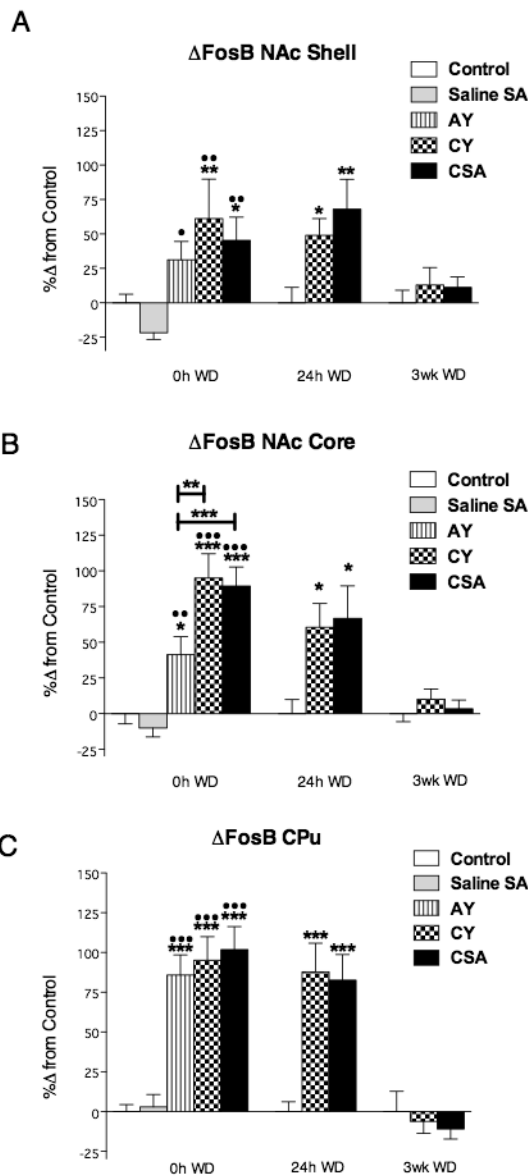 A
ΔFosB NAc Shell
Control
Saline SA
AY
CY
CSA
%Δ from Control
150
125
100
75
50
25
0
-25
•
••
**
••
*
*
**
0h WD
24h WD
3wk WD
B
ΔFosB NAc Core
Control
Saline SA
AY
CY
CSA
%Δ from Control
150
125
100
75
50
25
0
-25
**
***
••
*
•••
***
•••
***
*
*
0h WD
24h WD
3wk WD
C
ΔFosB CPu
Control
Saline SA
AY
CY
CSA
%Δ from Control
150
125
100
75
50
25
0
-25
•••
***
•••
***
•••
***
***
***
0h WD
24h WD
3wk WD